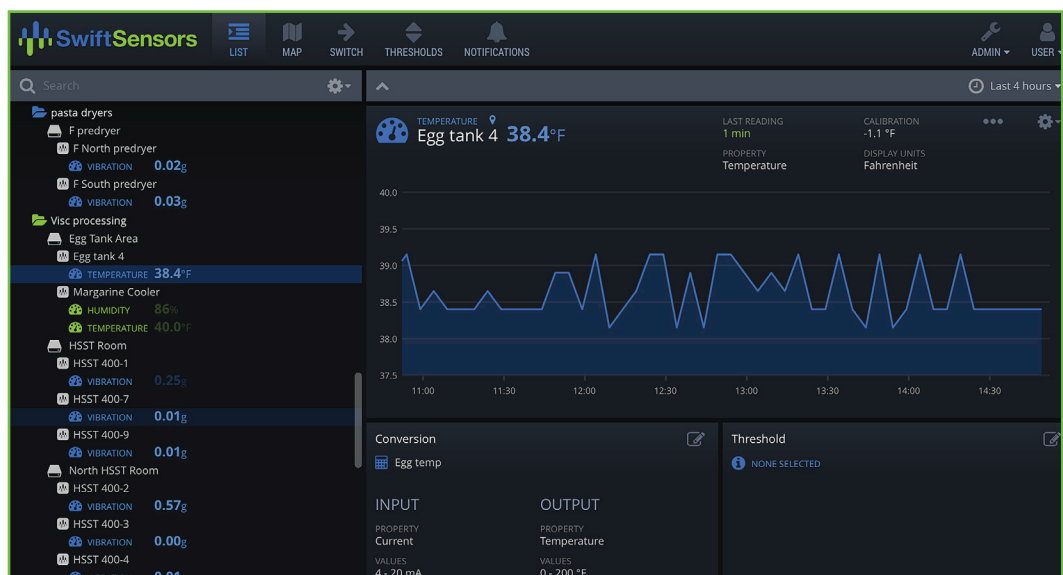 SwiftSensors
LIST
MAP
SWITCH
THRESHOLDS
NOTIFICATIONS
ADMIN
USER
Search
Last 4 hours
pasta dryers
F predryer
F North predryer
VIBRATION 0.02g
F South predryer
VIBRATION 0.03g
Visc processing
Egg Tank Area
Egg tank 4
TEMPERATURE 38.4°F
Margarine Cooler
HUMIDITY 86%
TEMPERATURE 40.0°F
HSST Room
HSST 400-1
VIBRATION 0.25g
HSST 400-7
VIBRATION 0.01g
HSST 400-9
VIBRATION 0.01g
North HSST Room
HSST 400-2
VIBRATION 0.57g
HSST 400-3
VIBRATION 0.00g
HSST 400-4
TEMPERATURE
Egg tank 4 38.4°F
LAST READING
1 min
CALIBRATION
-1.1 °F
PROPERTY
Temperature
DISPLAY UNITS
Fahrenheit
40.0
39.5
39.0
38.5
38.0
37.5
11:00 11:30 12:00 12:30 13:00 13:30 14:00 14:30
Conversion
Egg temp
INPUT
PROPERTY
Current
VALUES
4 - 20 mA
OUTPUT
PROPERTY
Temperature
VALUES
0 - 200 °F
Threshold
NONE SELECTED